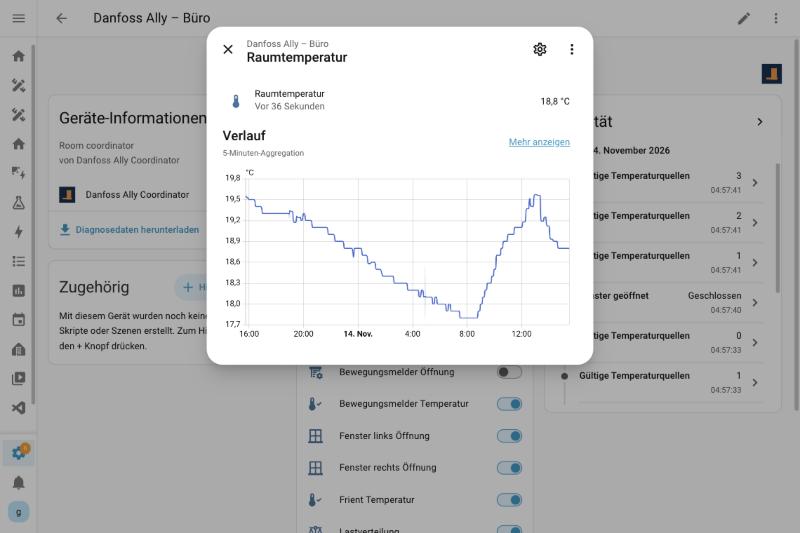 Danfoss Ally – Büro
Danfoss Ally – Büro
Raumtemperatur
Raumtemperatur
Vor 36 Sekunden
18,8 °C
Verlauf
Mehr anzeigen
5-Minuten-Aggregation
°C
19,8
19,5
19,2
18,9
18,6
18,3
18,0
17,7
16:00
20:00
14. Nov.
4:00
8:00
12:00
Geräte-Informationen
Room coordinator
von Danfoss Ally Coordinator
Danfoss Ally Coordinator
Diagnosedaten herunterladen
Zugehörig
Mit diesem Gerät wurden noch keine
Skripte oder Szenen erstellt. Zum
den + Knopf drücken.
Bewegungsmelder Öffnung
Bewegungsmelder Temperatur
Fenster links Öffnung
Fenster rechts Öffnung
Frient Temperatur
Lastverteilung
tät
4. November 2026
tige Temperaturquellen
3
04:57:41
tige Temperaturquellen
2
04:57:41
tige Temperaturquellen
1
04:57:41
ster geöffnet
Geschlossen
04:57:40
tige Temperaturquellen
0
04:57:33
Gültige Temperaturquellen
1
04:57:33
g